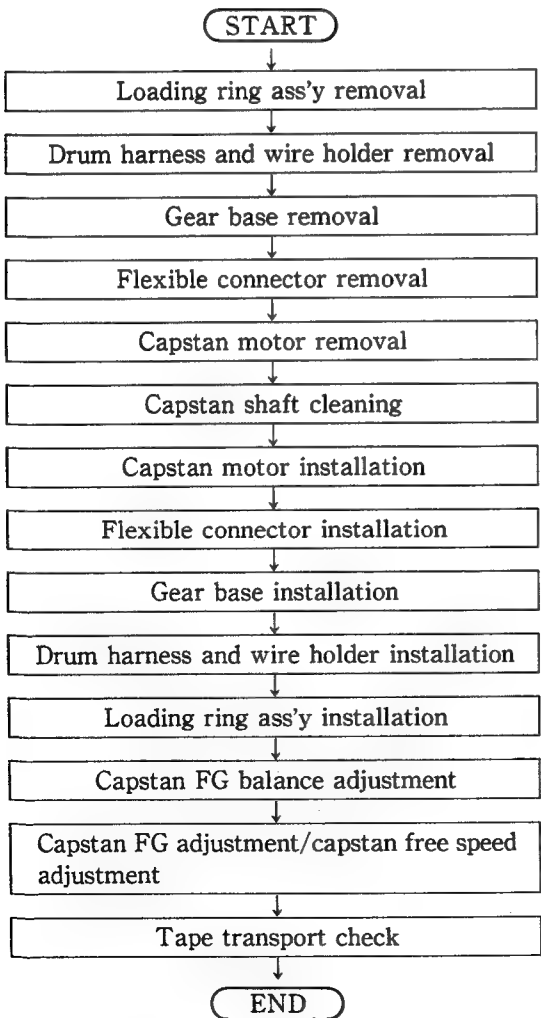 START
Loading ring ass'y removal
Drum harness and wire holder removal
Gear base removal
Flexible connector removal
Capstan motor removal
Capstan shaft cleaning
Capstan motor installation
Flexible connector installation
Gear base installation
Drum harness and wire holder installation
Loading ring ass'y installation
Capstan FG balance adjustment
Capstan FG adjustment/capstan free speed
adjustment
Tape transport check
END